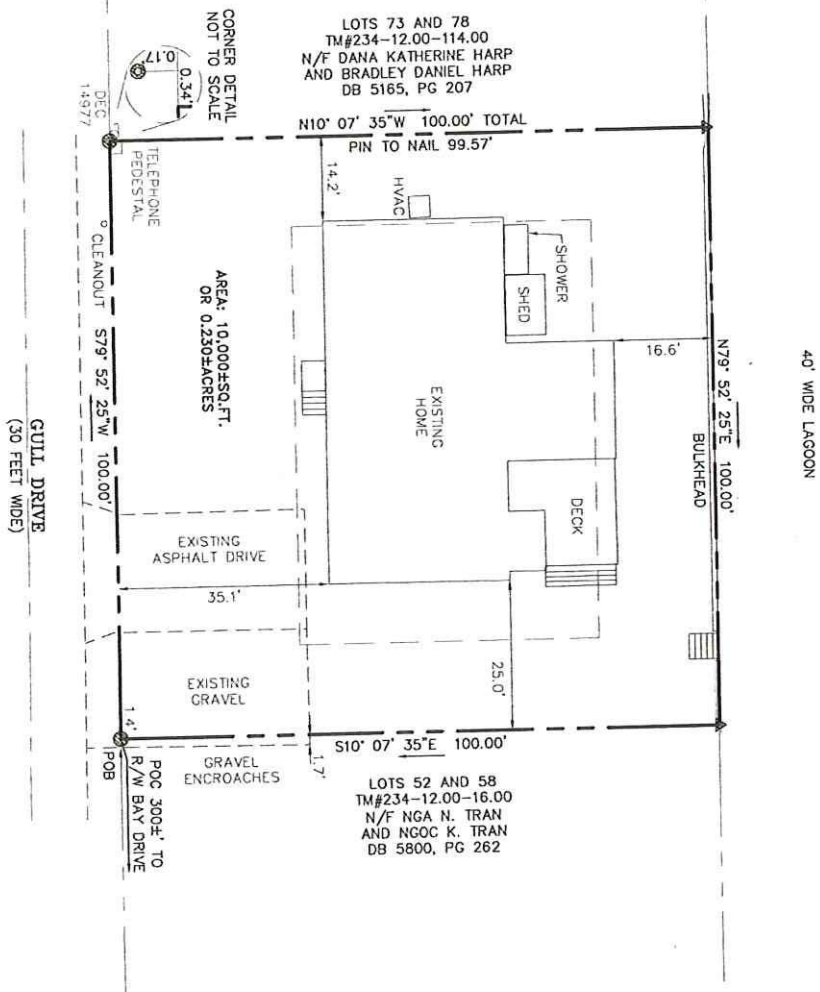 40' WIDE LAGOON
LOTS 73 AND 78
TM#234-12.00-114.00
N/F DANA KATHERINE HARP
AND BRADLEY DANIEL HARP
DB 5165, PG 207
N10° 07' 35"W 100.00' TOTAL
PIN TO NAIL 99.57'
CORNER DETAIL
NOT TO SCALE
0.17'
0.34'
DEC
14977
TELEPHONE
PEDESTAL
14.2'
HVAC
SHOWER
SHED
16.6'
N79° 52' 25"E 100.00'
BULKHEAD
EXISTING
HOME
DECK
AREA: 10,000±SQ.FT.
OR 0.230±ACRES
CLEANOUT
S79° 52' 25"W 100.00'
GULL DRIVE
(30 FEET WIDE)
EXISTING
ASPHALT DRIVE
35.1'
25.0'
EXISTING
GRAVEL
1.4'
S10° 07' 35"E 100.00'
1.7'
GRAVEL
ENCROACHES
POB
POC 300±' TO
R/W BAY DRIVE
LOTS 52 AND 58
TM#234-12.00-16.00
N/F NGA N. TRAN
AND NGOC K. TRAN
DB 5800, PG 262